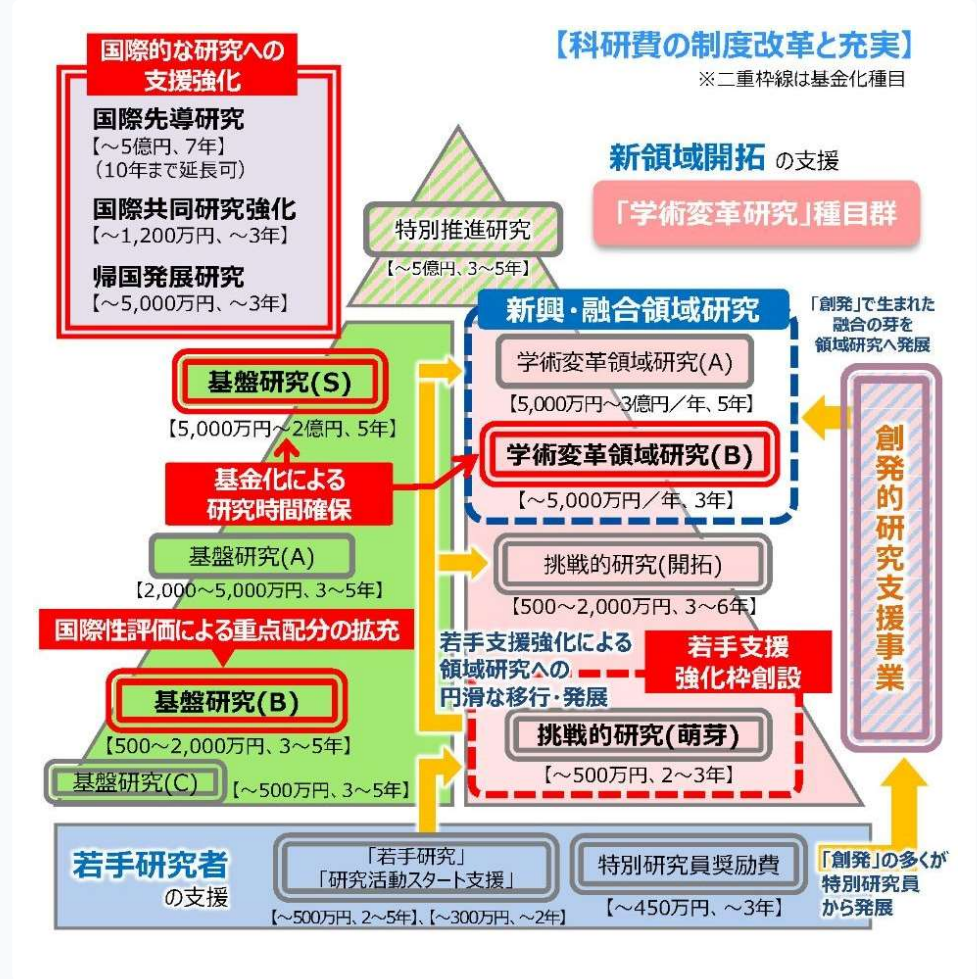 国際的な研究への
支援強化
国際先導研究
【~5億円、7年】
(10年まで延長可)
国際共同研究強化
【~1,200万円、~3年】
帰国発展研究
【~5,000万円、~3年】
【科研費の制度改革と充実】
※二重枠線は基金化種目
新領域開拓 の支援
「学術変革研究」種目群
特別推進研究
【~5億円、3~5年】
新興・融合領域研究
学術変革領域研究(A)
【5,000万円~3億円/年、5年】
学術変革領域研究(B)
【~5,000万円/年、3年】
「創発」で生まれた
融合の芽を
領域研究へ発展
創発的研究支援事業
基盤研究(S)
【5,000万円~2億円、5年】
基金化による
研究時間確保
基盤研究(A)
【2,000~5,000万円、3~5年】
国際性評価による重点配分の拡充
基盤研究(B)
【500~2,000万円、3~5年】
基盤研究(C)
【~500万円、3~5年】
挑戦的研究(開拓)
【500~2,000万円、3~6年】
若手支援強化による
領域研究への
円滑な移行・発展
若手支援
強化枠創設
挑戦的研究(萌芽)
【~500万円、2~3年】
若手研究者
の支援
「若手研究」
「研究活動スタート支援」
【~500万円、2~5年】、【~300万円、~2年】
特別研究員奨励費
【~450万円、~3年】
「創発」の多くが
特別研究員
から発展